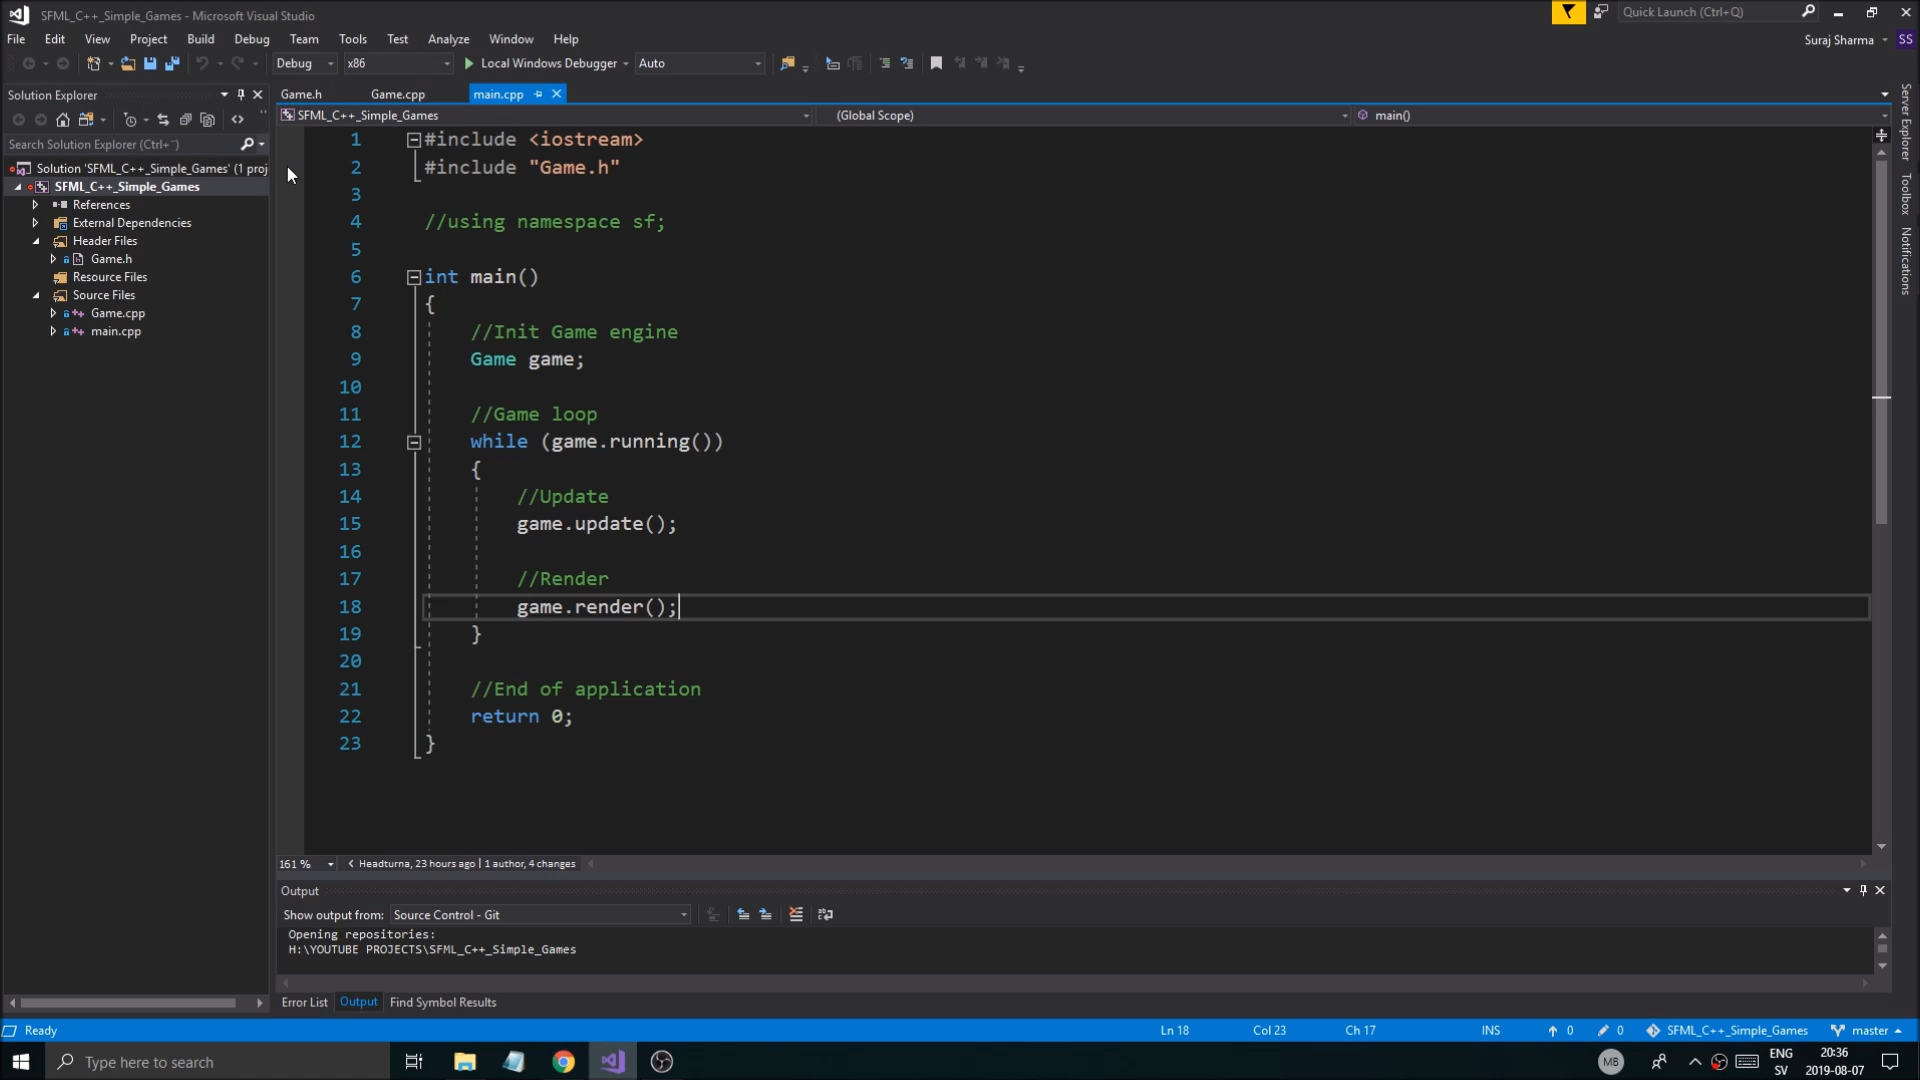 SFML_C++_Simple_Games - Microsoft Visual Studio
Quick Launch (Ctrl+Q)
File Edit View Project Build Debug Team Tools Test Analyze Window Help
Suraj Sharma SS
Debug x86 Local Windows Debugger Auto
Solution Explorer
Game.h Game.cpp main.cpp
SFML_C++_Simple_Games (Global Scope) main()
Search Solution Explorer (Ctrl+¨)
Solution 'SFML_C++_Simple_Games' (1 proj
SFML_C++_Simple_Games
References
External Dependencies
Header Files
Game.h
Resource Files
Source Files
Game.cpp
main.cpp
1 #include <iostream>
2 #include "Game.h"
3
4 //using namespace sf;
5
6 int main()
7 {
8 //Init Game engine
9 Game game;
10
11 //Game loop
12 while (game.running())
13 {
14 //Update
15 game.update();
16
17 //Render
18 game.render();
19 }
20
21 //End of application
22 return 0;
23 }
Server Explorer
Toolbox
Notifications
161 % Headturna, 23 hours ago | 1 author, 4 changes
Output
Show output from: Source Control - Git
Opening repositories:
H:\YOUTUBE PROJECTS\SFML_C++_Simple_Games
Error List Output Find Symbol Results
Ready Ln 18 Col 23 Ch 17 INS 0 0 SFML_C++_Simple_Games master
Type here to search
MB
ENG
SV
20:36
2019-08-07